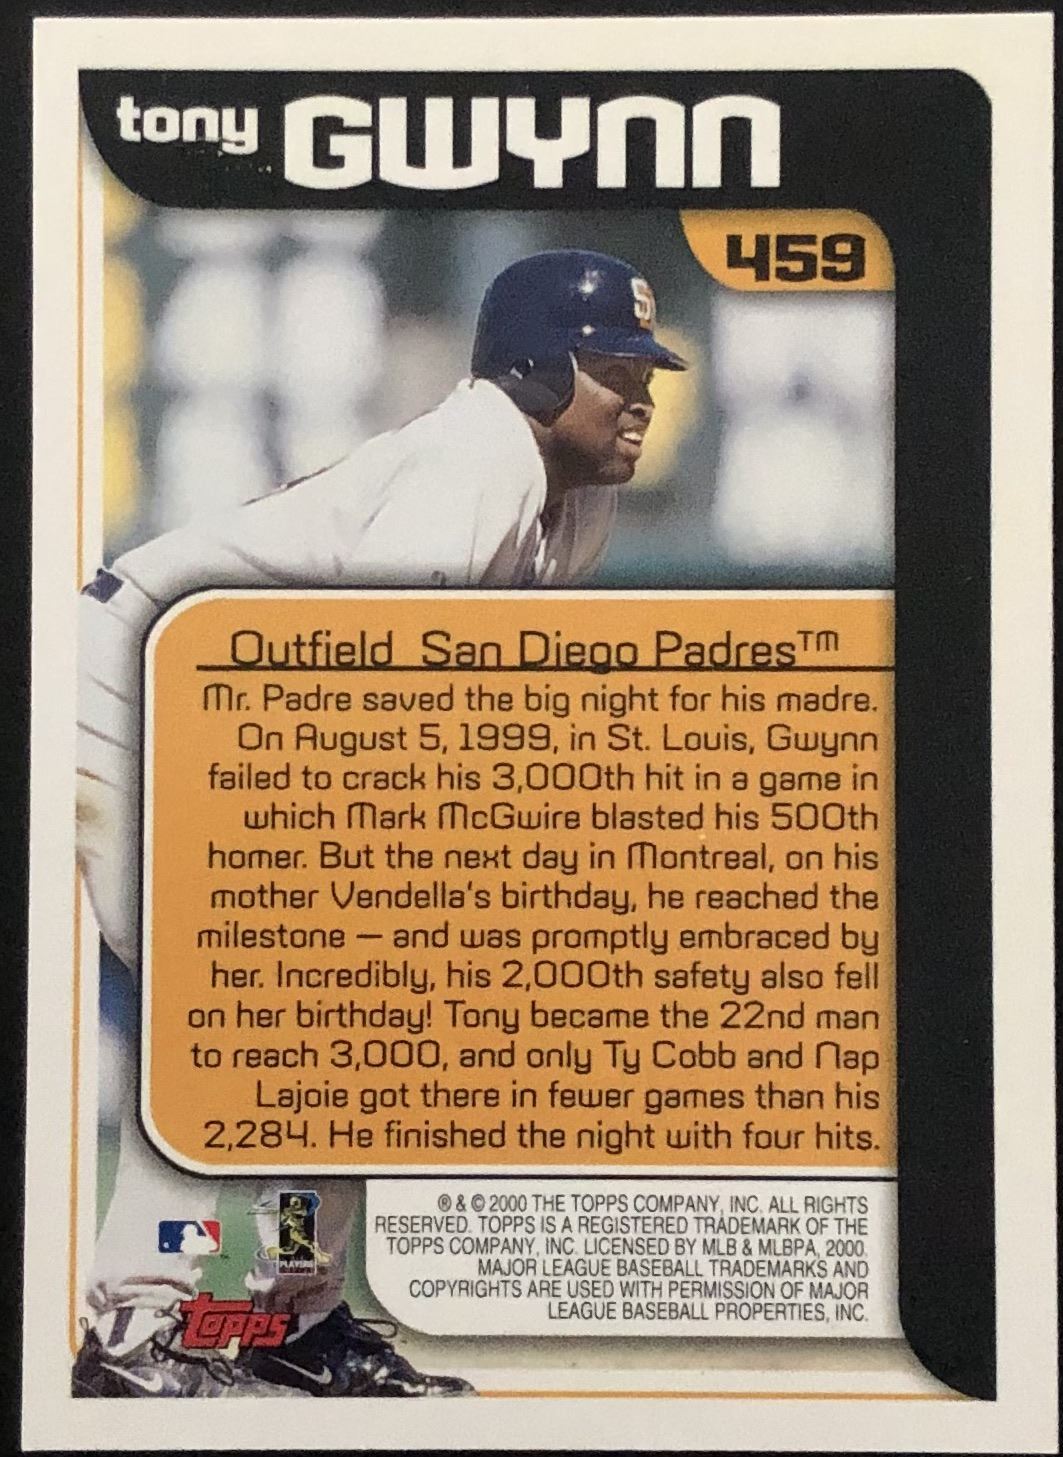 tony GWYNN
459
S
Outfield San Diego Padres™
Mr. Padre saved the big night for his madre.
On August 5, 1999, in St. Louis, Gwynn
failed to crack his 3,000th hit in a game in
which Mark McGwire blasted his 500th
homer. But the next day in Montreal, on his
mother Vendella's birthday, he reached the
milestone — and was promptly embraced by
her. Incredibly, his 2,000th safety also fell
on her birthday! Tony became the 22nd man
to reach 3,000, and only Ty Cobb and Nap
Lajoie got there in fewer games than his
2,284. He finished the night with four hits.
® & © 2000 THE TOPPS COMPANY, INC. ALL RIGHTS
RESERVED. TOPPS IS A REGISTERED TRADEMARK OF THE
TOPPS COMPANY, INC. LICENSED BY MLB & MLBPA, 2000.
MAJOR LEAGUE BASEBALL TRADEMARKS AND
COPYRIGHTS ARE USED WITH PERMISSION OF MAJOR
LEAGUE BASEBALL PROPERTIES, INC.
PLAYERS
Topps